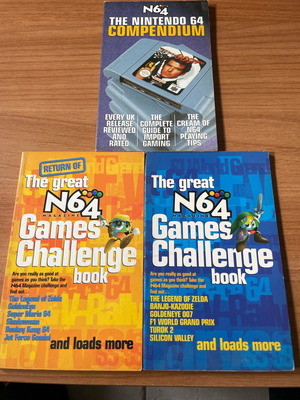 N64
THE NINTENDO 64
COMPENDIUM
EVERY UK
RELEASE
REVIEWED
AND
RATED
THE
COMPLETE
GUIDE TO
IMPORT
GAMING
THE
CREAM OF
N64
PLAYING
TIPS
RETURN OF
The great
N64
MAGAZINE
Games
Challenge
book
Are you really as good at
games as you think? Take the
N64 Magazine challenge and
find out...
The Legend of Zelda
Goldeneye
Super Mario 64
Shadowman
Donkey Kong 64
Jet Force Gemini
and loads more
The great
N64
MAGAZINE
Games
Challenge
book
Are you really as good at
games as you think? Take the
N64 Magazine challenge and
find out...
THE LEGEND OF ZELDA
BANJO-KAZOOIE
GOLDENEYE 007
F1 WORLD GRAND PRIX
TUROK 2
SILICON VALLEY
and loads more